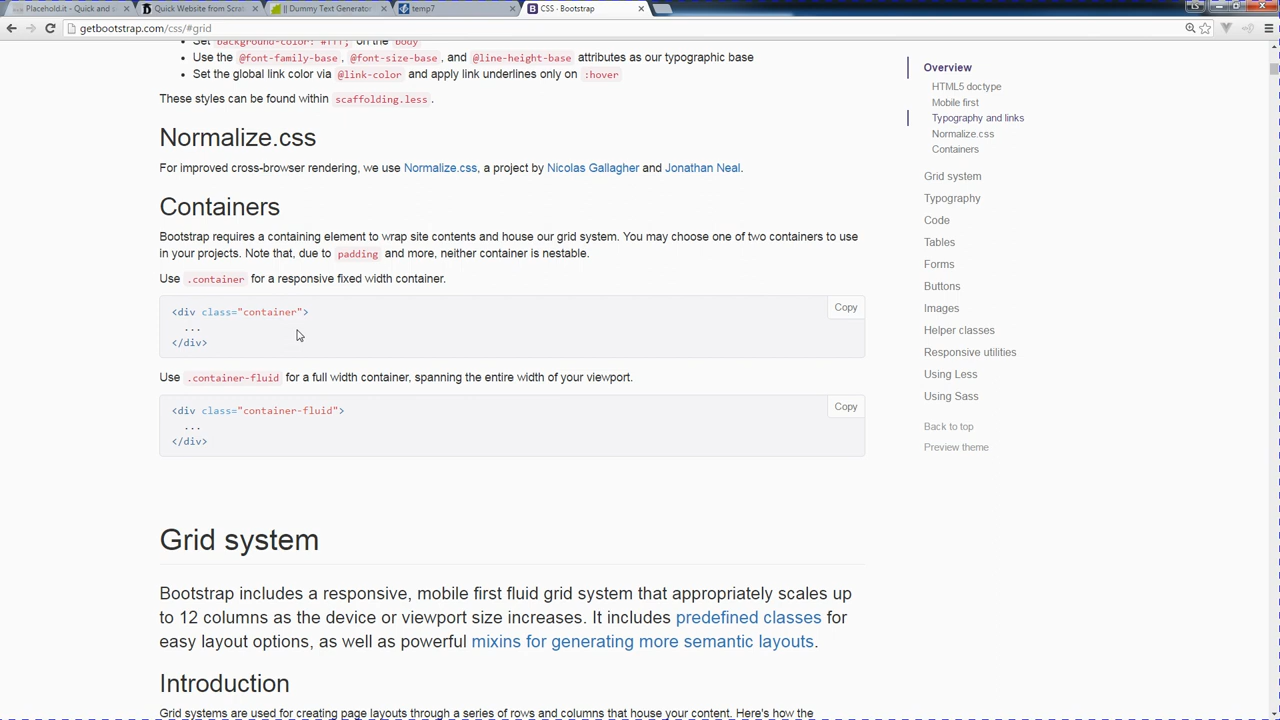 Placehold.it - Quick and s
Quick Website from Scrat
|| Dummy Text Generator
temp7
CSS · Bootstrap
getbootstrap.com/css/#grid
Set background-color: #fff; on the body
Use the @font-family-base, @font-size-base, and @line-height-base attributes as our typographic base
Set the global link color via @link-color and apply link underlines only on :hover
These styles can be found within scaffolding.less.
Normalize.css
For improved cross-browser rendering, we use Normalize.css, a project by Nicolas Gallagher and Jonathan Neal.
Containers
Bootstrap requires a containing element to wrap site contents and house our grid system. You may choose one of two containers to use
in your projects. Note that, due to padding and more, neither container is nestable.
Use .container for a responsive fixed width container.
Copy
<div class="container">
...
</div>
Use .container-fluid for a full width container, spanning the entire width of your viewport.
Copy
<div class="container-fluid">
...
</div>
Grid system
Bootstrap includes a responsive, mobile first fluid grid system that appropriately scales up
to 12 columns as the device or viewport size increases. It includes predefined classes for
easy layout options, as well as powerful mixins for generating more semantic layouts.
Introduction
Grid systems are used for creating page layouts through a series of rows and columns that house your content. Here's how the
Overview
HTML5 doctype
Mobile first
Typography and links
Normalize.css
Containers
Grid system
Typography
Code
Tables
Forms
Buttons
Images
Helper classes
Responsive utilities
Using Less
Using Sass
Back to top
Preview theme